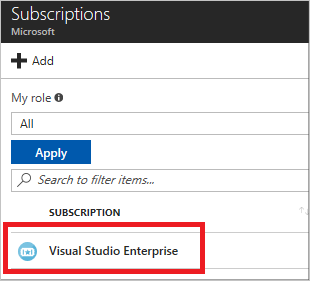 Subscriptions
Microsoft
Add
My role
All
Apply
Search to filter items...
SUBSCRIPTION
Visual Studio Enterprise